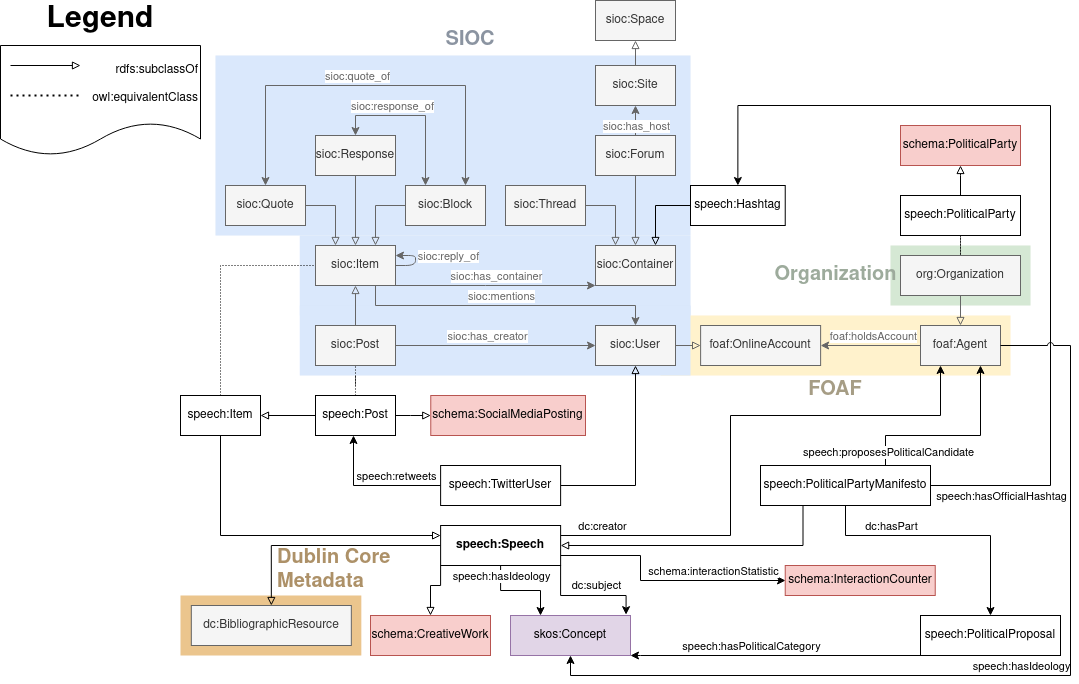 Legend
rdfs:subclassOf
owl:equivalentClass
SIOC
sioc:Space
sioc:Site
sioc:quote_of
sioc:response_of
sioc:has_host
sioc:Response
sioc:Forum
schema:PoliticalParty
sioc:Quote
sioc:Block
sioc:Thread
speech:Hashtag
speech:PoliticalParty
sioc:Item
sioc:reply_of
sioc:Container
Organization
org:Organization
sioc:has_container
sioc:mentions
sioc:Post
sioc:has_creator
sioc:User
foaf:OnlineAccount
foaf:holdsAccount
foaf:Agent
FOAF
speech:Item
speech:Post
schema:SocialMediaPosting
speech:proposesPoliticalCandidate
speech:retweets
speech:TwitterUser
speech:PoliticalPartyManifesto
speech:hasOfficialHashtag
dc:creator
dc:hasPart
speech:Speech
Dublin Core
Metadata
speech:hasIdeology
schema:interactionStatistic
schema:InteractionCounter
dc:subject
dc:BibliographicResource
schema:CreativeWork
skos:Concept
speech:PoliticalProposal
speech:hasPoliticalCategory
speech:hasIdeology